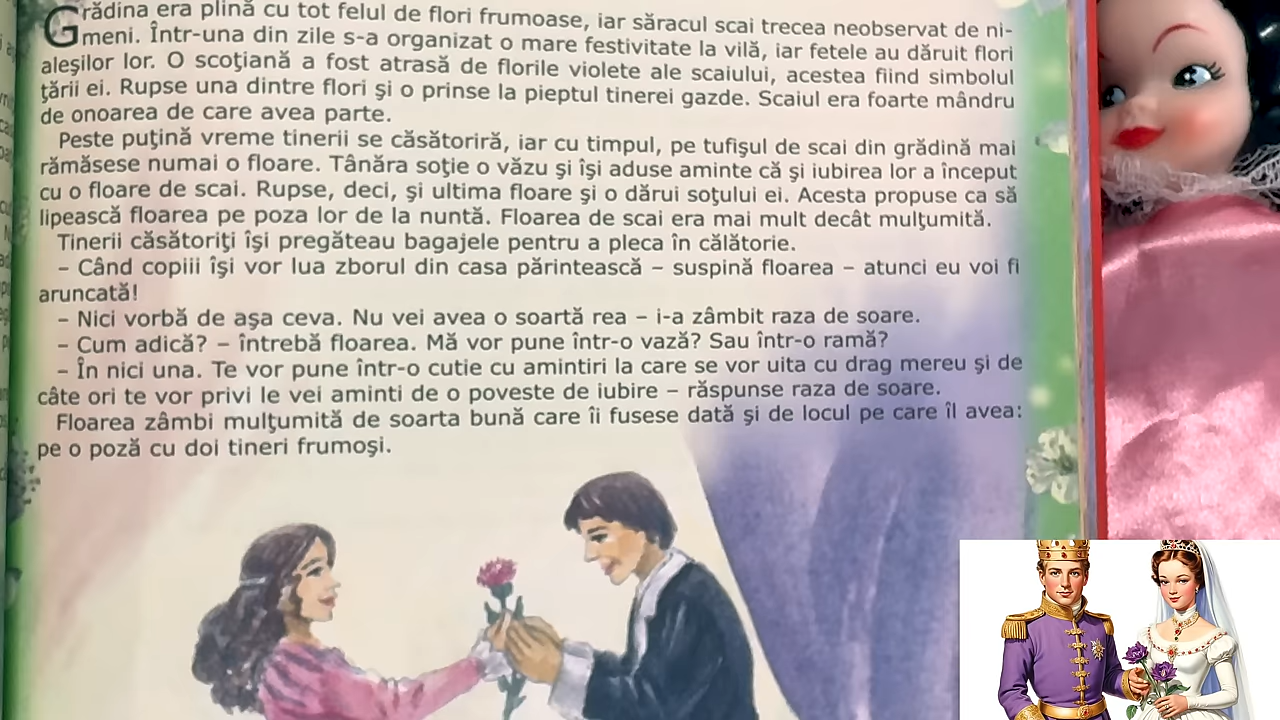 Grădina era plină cu tot felul de flori frumoase, iar săracul scai trecea neobservat de ni-
meni. Într-una din zile s-a organizat o mare festivitate la vilă, iar fetele au dăruit flori
aleşilor lor. O scoţiană a fost atrasă de florile violete ale scaiului, acestea fiind simbolul
ţării ei. Rupse una dintre flori şi o prinse la pieptul tinerei gazde. Scaiul era foarte mândru
de onoarea de care avea parte.
Peste puţină vreme tinerii se căsătoriră, iar cu timpul, pe tufişul de scai din grădină mai
rămăsese numai o floare. Tânăra soţie o văzu şi îşi aduse aminte că şi iubirea lor a început
cu o floare de scai. Rupse, deci, şi ultima floare şi o dărui soţului ei. Acesta propuse ca să
lipească floarea pe poza lor de la nuntă. Floarea de scai era mai mult decât mulţumită.
Tinerii căsătoriţi îşi pregăteau bagajele pentru a pleca în călătorie.
– Când copiii îşi vor lua zborul din casa părintească – suspină floarea – atunci eu voi fi
aruncată!
– Nici vorbă de aşa ceva. Nu vei avea o soartă rea – i-a zâmbit raza de soare.
– Cum adică? – întrebă floarea. Mă vor pune într-o vază? Sau într-o ramă?
– În nici una. Te vor pune într-o cutie cu amintiri la care se vor uita cu drag mereu şi de
câte ori te vor privi le vei aminti de o poveste de iubire – răspunse raza de soare.
Floarea zâmbi mulţumită de soarta bună care îi fusese dată şi de locul pe care îl avea:
pe o poză cu doi tineri frumoşi.